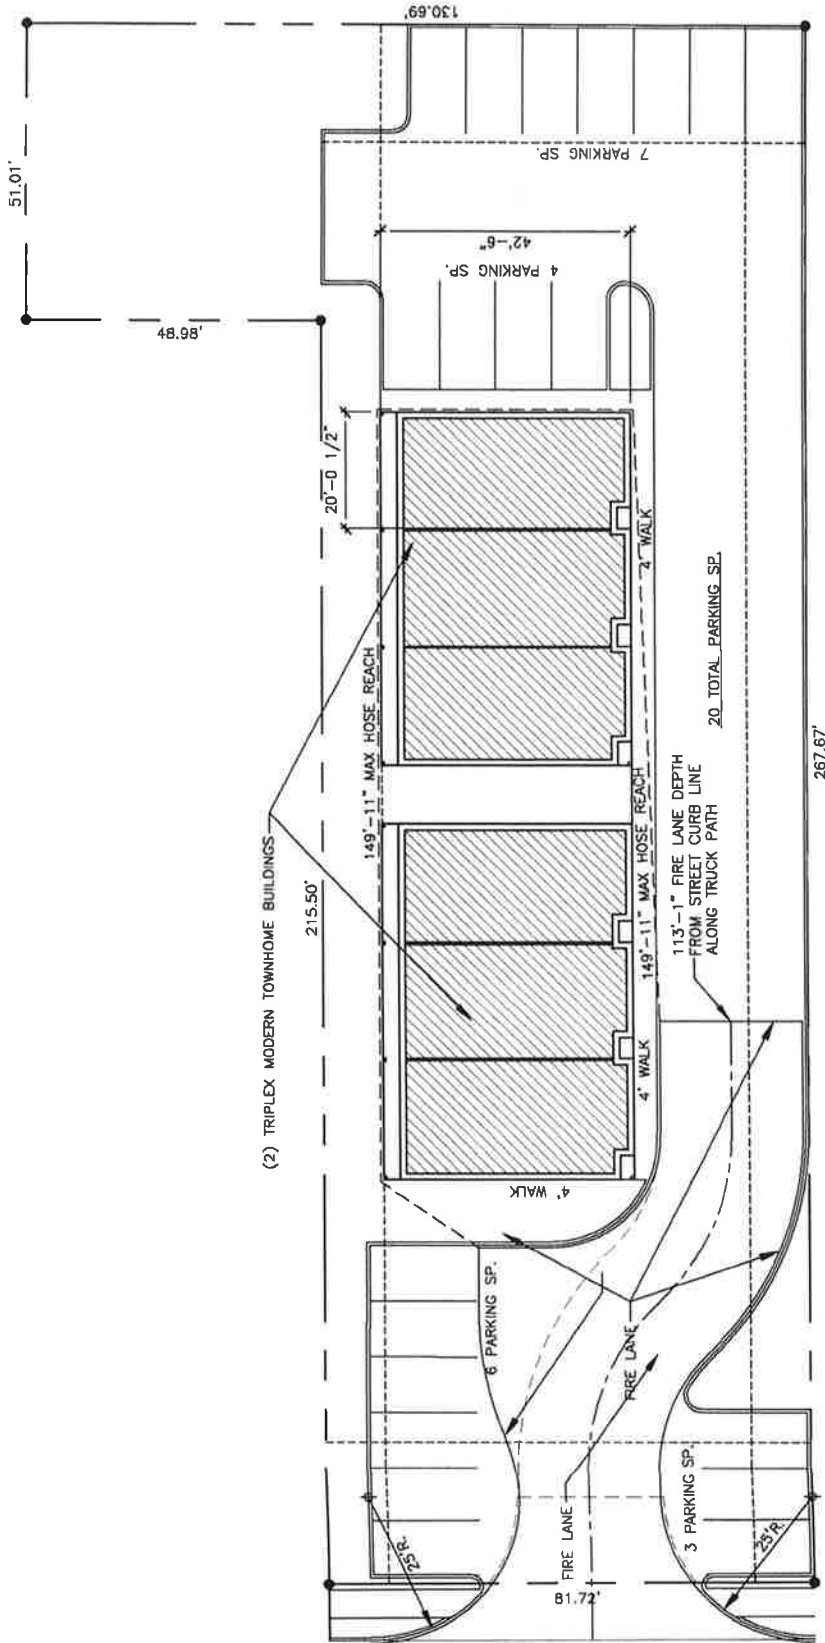 130.69'
51.01'
7 PARKING SP.
42'-6"
4 PARKING SP.
48.98'
20'-0 1/2"
4' WALK
20 TOTAL PARKING SP.
149'-11" MAX HOSE REACH
267.67'
(2) TRIPLEX MODERN TOWNHOME BUILDINGS
215.50'
149'-11" MAX HOSE REACH
113'-1" FIRE LANE DEPTH
FROM STREET CURB LINE
ALONG TRUCK PATH
4' WALK
4' WALK
6 PARKING SP.
FIRE LANE
3 PARKING SP.
FIRE LANE
25'R.
25'R.
81.72'